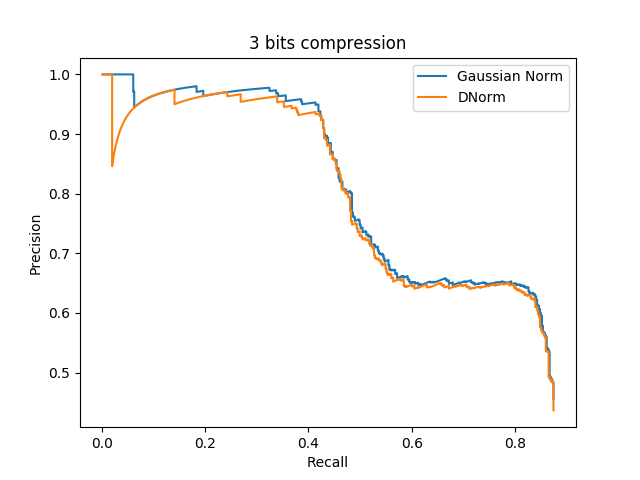 3 bits compression
Gaussian Norm
DNorm
Precision
1.0
0.9
0.8
0.7
0.6
0.5
0.0 0.2 0.4 0.6 0.8
Recall